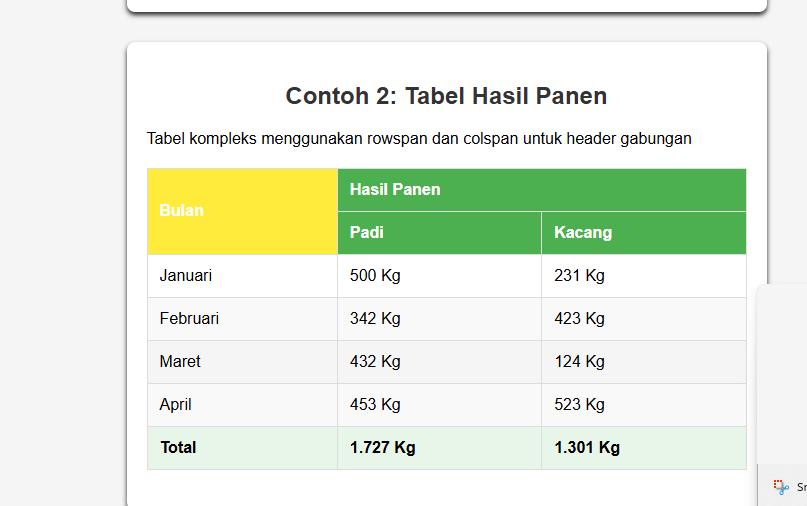 Contoh 2: Tabel Hasil Panen
Tabel kompleks menggunakan rowspan dan colspan untuk header gabungan
Bulan
Hasil Panen
Padi Kacang
Januari 500 Kg 231 Kg
Februari 342 Kg 423 Kg
Maret 432 Kg 124 Kg
April 453 Kg 523 Kg
Total 1.727 Kg 1.301 Kg